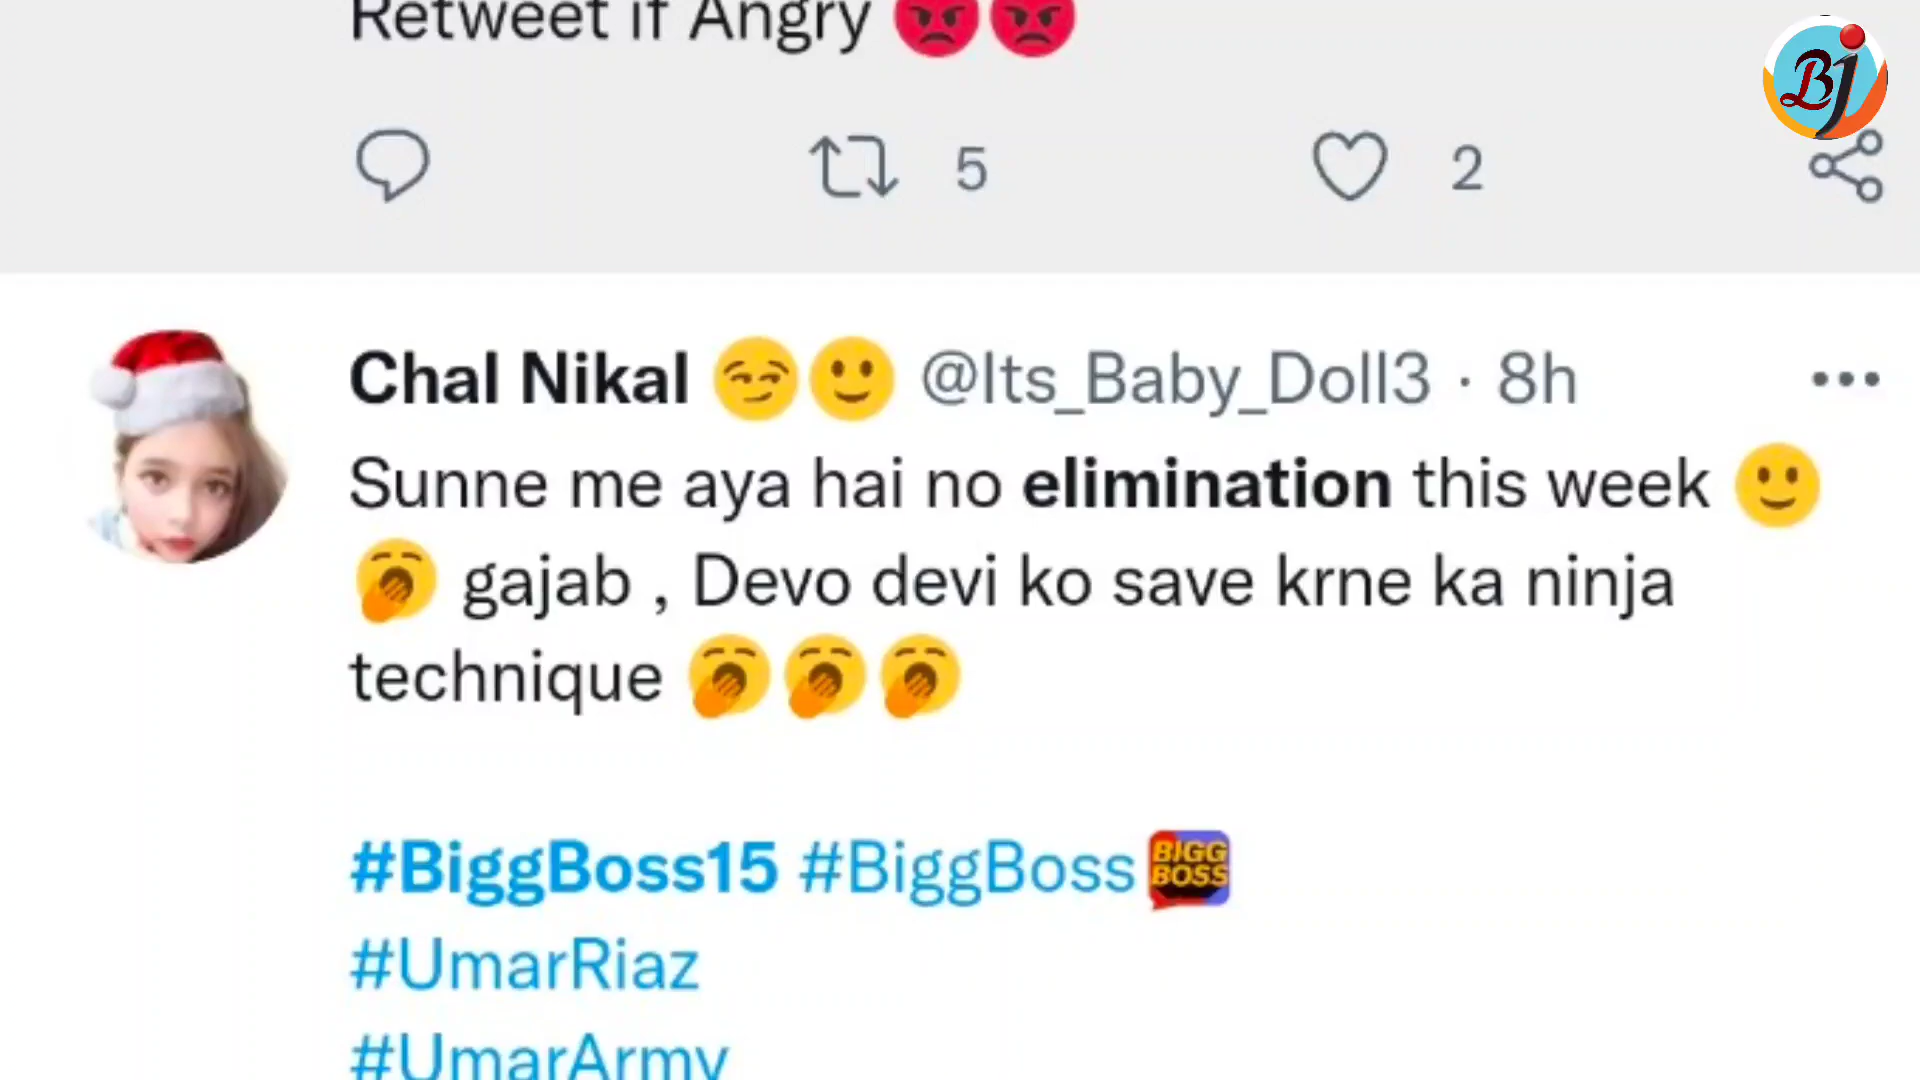 Retweet if Angry 😡😡
5
2
BJ
Chal Nikal 😏🙂 @Its_Baby_Doll3 · 8h
Sunne me aya hai no elimination this week 🙂
🥱 gajab , Devo devi ko save krne ka ninja
technique 🥱🥱🥱
#BiggBoss15 #BiggBoss BIGG BOSS
#UmarRiaz
#UmarArmy